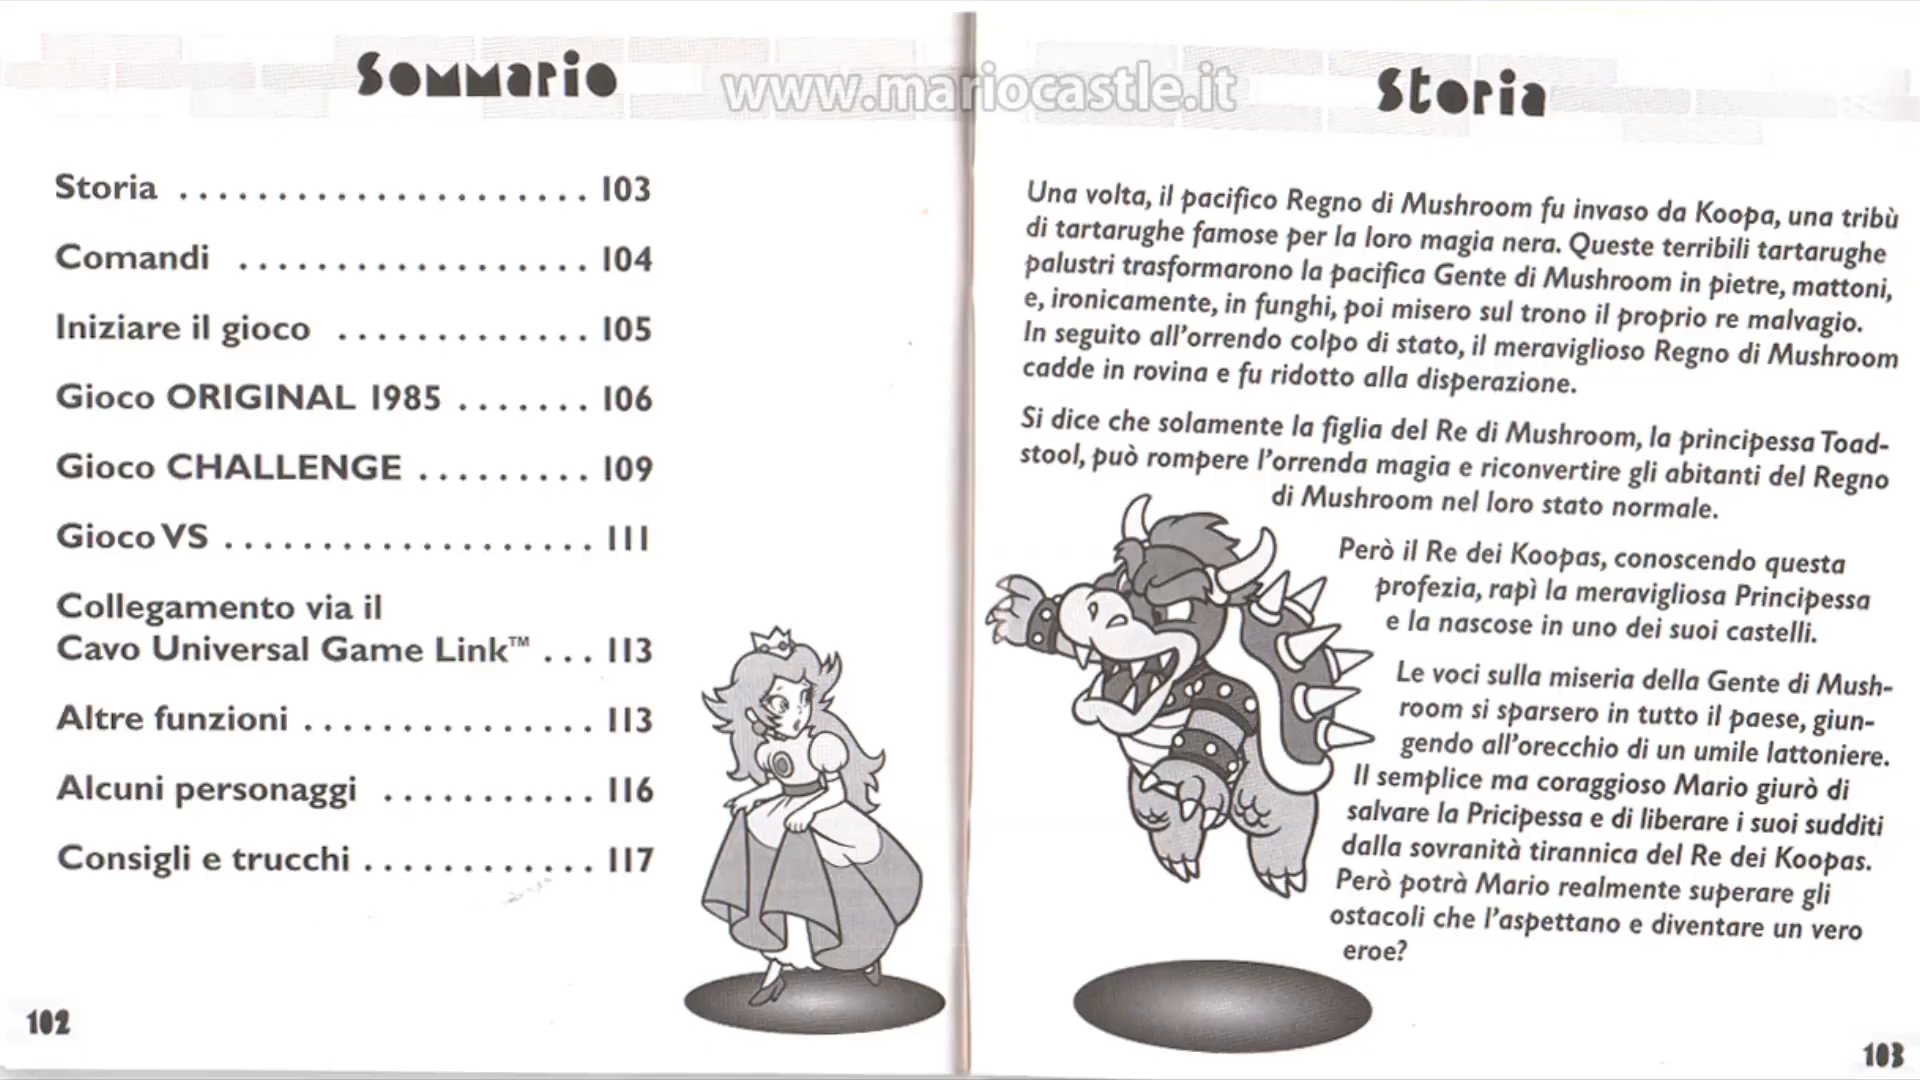 Sommario
Storia ..................... 103
Comandi .................. 104
Iniziare il gioco ............. 105
Gioco ORIGINAL 1985 ....... 106
Gioco CHALLENGE ......... 109
Gioco VS ................... 111
Collegamento via il
Cavo Universal Game Link™ ... 113
Altre funzioni ............... 113
Alcuni personaggi ........... 116
Consigli e trucchi ............ 117
102
www.mariocastle.it
Storia
Una volta, il pacifico Regno di Mushroom fu invaso da Koopa, una tribù
di tartarughe famose per la loro magia nera. Queste terribili tartarughe
palustri trasformarono la pacifica Gente di Mushroom in pietre, mattoni,
e, ironicamente, in funghi, poi misero sul trono il proprio re malvagio.
In seguito all'orrendo colpo di stato, il meraviglioso Regno di Mushroom
cadde in rovina e fu ridotto alla disperazione.
Si dice che solamente la figlia del Re di Mushroom, la principessa Toad-
stool, può rompere l'orrenda magia e riconvertire gli abitanti del Regno
di Mushroom nel loro stato normale.
Però il Re dei Koopas, conoscendo questa
profezia, rapì la meravigliosa Principessa
e la nascose in uno dei suoi castelli.
Le voci sulla miseria della Gente di Mush-
room si sparsero in tutto il paese, giun-
gendo all'orecchio di un umile lattoniere.
Il semplice ma coraggioso Mario giurò di
salvare la Pricipessa e di liberare i suoi sudditi
dalla sovranità tirannica del Re dei Koopas.
Però potrà Mario realmente superare gli
ostacoli che l'aspettano e diventare un vero
eroe?
103